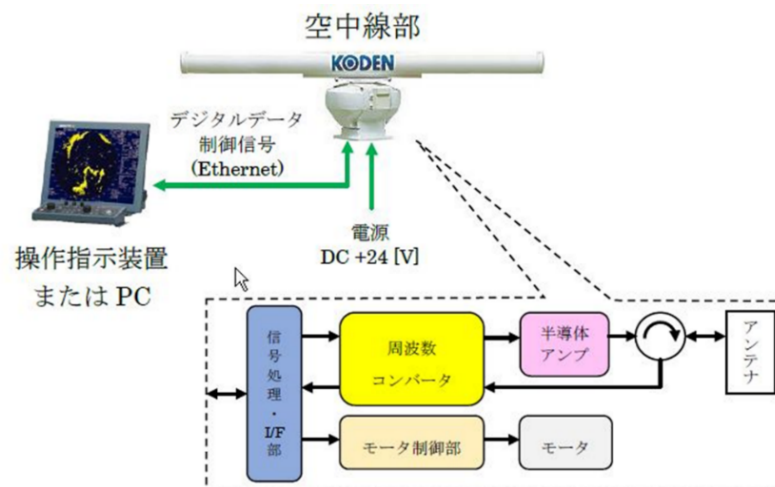 空中線部
KODEN
デジタルデータ
制御信号
(Ethernet)
電源
DC +24 [V]
操作指示装置
または PC
信号処理・I/F部
周波数
コンバータ
半導体
アンプ
アンテナ
モータ制御部
モータ